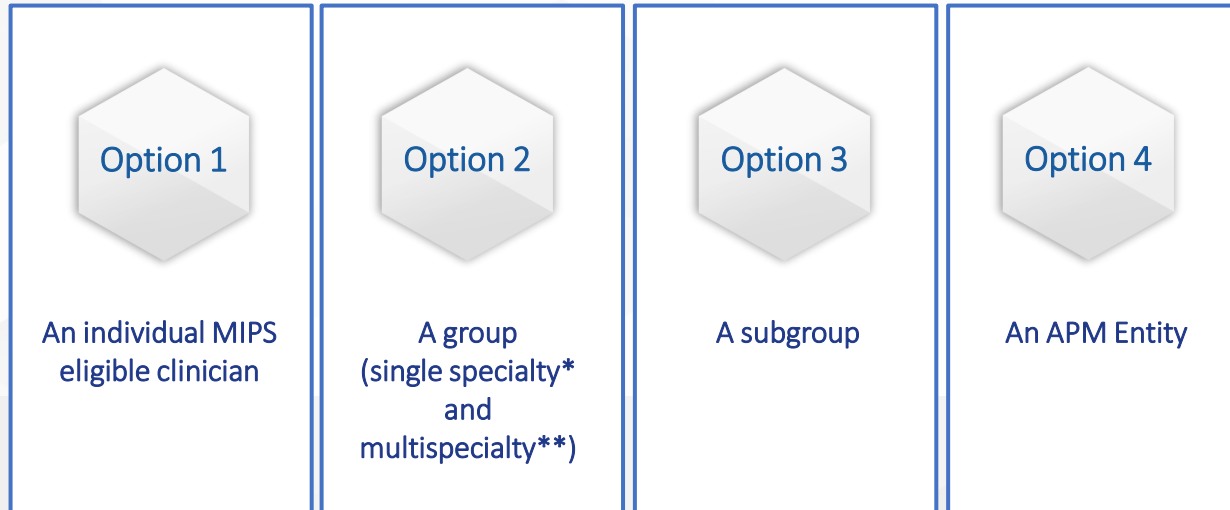 Option 1
An individual MIPS
eligible clinician
Option 2
A group
(single specialty*
and
multispecialty**)
Option 3
A subgroup
Option 4
An APM Entity